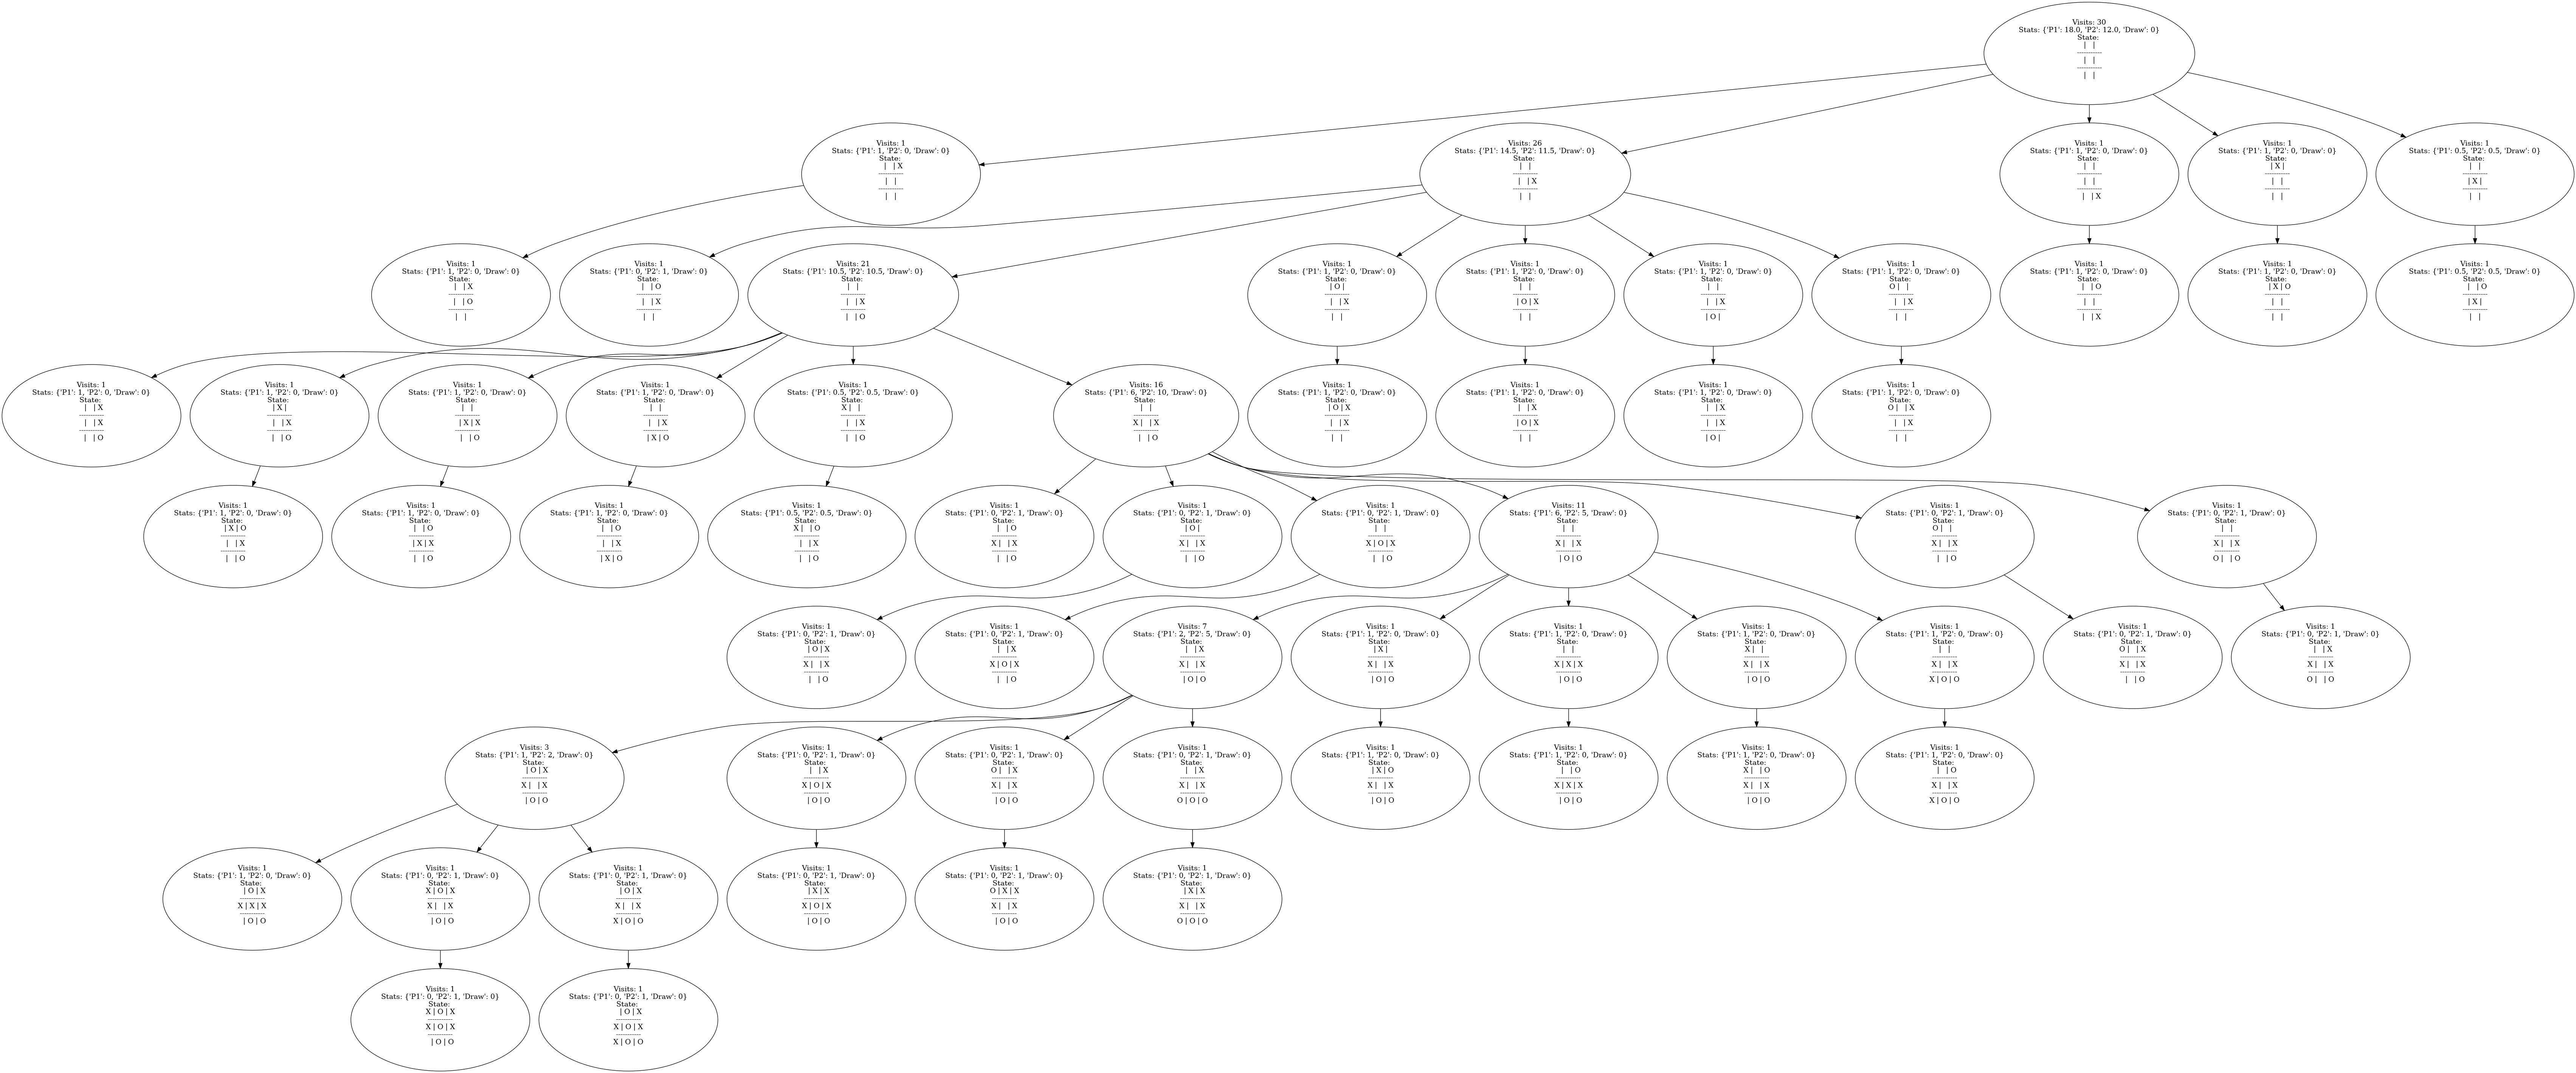 Visits: 30
Stats: {'P1': 18.0, 'P2': 12.0, 'Draw': 0}
State:
| |
-----------
| |
-----------
| |
Visits: 1
Stats: {'P1': 1, 'P2': 0, 'Draw': 0}
State:
| | X
-----------
| |
-----------
| |
Visits: 26
Stats: {'P1': 14.5, 'P2': 11.5, 'Draw': 0}
State:
| |
-----------
| | X
-----------
| |
Visits: 1
Stats: {'P1': 1, 'P2': 0, 'Draw': 0}
State:
| |
-----------
| |
-----------
| | X
Visits: 1
Stats: {'P1': 1, 'P2': 0, 'Draw': 0}
State:
| X |
-----------
| |
-----------
| |
Visits: 1
Stats: {'P1': 0.5, 'P2': 0.5, 'Draw': 0}
State:
| |
-----------
| X |
-----------
| |
Visits: 1
Stats: {'P1': 1, 'P2': 0, 'Draw': 0}
State:
| | X
-----------
| | O
-----------
| |
Visits: 1
Stats: {'P1': 0, 'P2': 1, 'Draw': 0}
State:
| | O
-----------
| | X
-----------
| |
Visits: 21
Stats: {'P1': 10.5, 'P2': 10.5, 'Draw': 0}
State:
| |
-----------
| | X
-----------
| | O
Visits: 1
Stats: {'P1': 1, 'P2': 0, 'Draw': 0}
State:
| O |
-----------
| | X
-----------
| |
Visits: 1
Stats: {'P1': 1, 'P2': 0, 'Draw': 0}
State:
| |
-----------
| O | X
-----------
| |
Visits: 1
Stats: {'P1': 1, 'P2': 0, 'Draw': 0}
State:
| |
-----------
| | X
-----------
| O |
Visits: 1
Stats: {'P1': 1, 'P2': 0, 'Draw': 0}
State:
O | |
-----------
| | X
-----------
| |
Visits: 1
Stats: {'P1': 1, 'P2': 0, 'Draw': 0}
State:
| | O
-----------
| |
-----------
| | X
Visits: 1
Stats: {'P1': 1, 'P2': 0, 'Draw': 0}
State:
| X | O
-----------
| |
-----------
| |
Visits: 1
Stats: {'P1': 0.5, 'P2': 0.5, 'Draw': 0}
State:
| | O
-----------
| X |
-----------
| |
Visits: 1
Stats: {'P1': 1, 'P2': 0, 'Draw': 0}
State:
| | X
-----------
| | X
-----------
| | O
Visits: 1
Stats: {'P1': 1, 'P2': 0, 'Draw': 0}
State:
| X |
-----------
| | X
-----------
| | O
Visits: 1
Stats: {'P1': 1, 'P2': 0, 'Draw': 0}
State:
| |
-----------
| X | X
-----------
| | O
Visits: 1
Stats: {'P1': 1, 'P2': 0, 'Draw': 0}
State:
| |
-----------
| | X
-----------
| X | O
Visits: 1
Stats: {'P1': 0.5, 'P2': 0.5, 'Draw': 0}
State:
X | |
-----------
| | X
-----------
| | O
Visits: 16
Stats: {'P1': 6, 'P2': 10, 'Draw': 0}
State:
| |
-----------
X | | X
-----------
| | O
Visits: 1
Stats: {'P1': 1, 'P2': 0, 'Draw': 0}
State:
| O | X
-----------
| | X
-----------
| |
Visits: 1
Stats: {'P1': 1, 'P2': 0, 'Draw': 0}
State:
| | X
-----------
| O | X
-----------
| |
Visits: 1
Stats: {'P1': 1, 'P2': 0, 'Draw': 0}
State:
| | X
-----------
| | X
-----------
| O |
Visits: 1
Stats: {'P1': 1, 'P2': 0, 'Draw': 0}
State:
O | | X
-----------
| | X
-----------
| |
Visits: 1
Stats: {'P1': 1, 'P2': 0, 'Draw': 0}
State:
| X | O
-----------
| | X
-----------
| | O
Visits: 1
Stats: {'P1': 1, 'P2': 0, 'Draw': 0}
State:
| | O
-----------
| X | X
-----------
| | O
Visits: 1
Stats: {'P1': 1, 'P2': 0, 'Draw': 0}
State:
| | O
-----------
| | X
-----------
| X | O
Visits: 1
Stats: {'P1': 0.5, 'P2': 0.5, 'Draw': 0}
State:
X | | O
-----------
| | X
-----------
| | O
Visits: 1
Stats: {'P1': 0, 'P2': 1, 'Draw': 0}
State:
| | O
-----------
X | | X
-----------
| | O
Visits: 1
Stats: {'P1': 0, 'P2': 1, 'Draw': 0}
State:
| O |
-----------
X | | X
-----------
| | O
Visits: 1
Stats: {'P1': 0, 'P2': 1, 'Draw': 0}
State:
| |
-----------
X | O | X
-----------
| | O
Visits: 11
Stats: {'P1': 6, 'P2': 5, 'Draw': 0}
State:
| |
-----------
X | | X
-----------
| O | O
Visits: 1
Stats: {'P1': 0, 'P2': 1, 'Draw': 0}
State:
O | |
-----------
X | | X
-----------
| | O
Visits: 1
Stats: {'P1': 0, 'P2': 1, 'Draw': 0}
State:
| |
-----------
X | | X
-----------
O | | O
Visits: 1
Stats: {'P1': 0, 'P2': 1, 'Draw': 0}
State:
| O | X
-----------
X | | X
-----------
| | O
Visits: 1
Stats: {'P1': 0, 'P2': 1, 'Draw': 0}
State:
| | X
-----------
X | O | X
-----------
| | O
Visits: 7
Stats: {'P1': 2, 'P2': 5, 'Draw': 0}
State:
| | X
-----------
X | | X
-----------
| O | O
Visits: 1
Stats: {'P1': 1, 'P2': 0, 'Draw': 0}
State:
| X |
-----------
X | | X
-----------
| O | O
Visits: 1
Stats: {'P1': 1, 'P2': 0, 'Draw': 0}
State:
| |
-----------
X | X | X
-----------
| O | O
Visits: 1
Stats: {'P1': 1, 'P2': 0, 'Draw': 0}
State:
X | |
-----------
X | | X
-----------
| O | O
Visits: 1
Stats: {'P1': 1, 'P2': 0, 'Draw': 0}
State:
| |
-----------
X | | X
-----------
X | O | O
Visits: 1
Stats: {'P1': 0, 'P2': 1, 'Draw': 0}
State:
O | | X
-----------
X | | X
-----------
| | O
Visits: 1
Stats: {'P1': 0, 'P2': 1, 'Draw': 0}
State:
| | X
-----------
X | | X
-----------
O | | O
Visits: 3
Stats: {'P1': 1, 'P2': 2, 'Draw': 0}
State:
| O | X
-----------
X | | X
-----------
| O | O
Visits: 1
Stats: {'P1': 0, 'P2': 1, 'Draw': 0}
State:
| | X
-----------
X | O | X
-----------
| O | O
Visits: 1
Stats: {'P1': 0, 'P2': 1, 'Draw': 0}
State:
O | | X
-----------
X | | X
-----------
| O | O
Visits: 1
Stats: {'P1': 0, 'P2': 1, 'Draw': 0}
State:
| | X
-----------
X | | X
-----------
O | O | O
Visits: 1
Stats: {'P1': 1, 'P2': 0, 'Draw': 0}
State:
| X | O
-----------
X | | X
-----------
| O | O
Visits: 1
Stats: {'P1': 1, 'P2': 0, 'Draw': 0}
State:
| | O
-----------
X | X | X
-----------
| O | O
Visits: 1
Stats: {'P1': 1, 'P2': 0, 'Draw': 0}
State:
X | | O
-----------
X | | X
-----------
| O | O
Visits: 1
Stats: {'P1': 1, 'P2': 0, 'Draw': 0}
State:
| | O
-----------
X | | X
-----------
X | O | O
Visits: 1
Stats: {'P1': 1, 'P2': 0, 'Draw': 0}
State:
| O | X
-----------
X | X | X
-----------
| O | O
Visits: 1
Stats: {'P1': 0, 'P2': 1, 'Draw': 0}
State:
X | O | X
-----------
X | | X
-----------
| O | O
Visits: 1
Stats: {'P1': 0, 'P2': 1, 'Draw': 0}
State:
| O | X
-----------
X | | X
-----------
X | O | O
Visits: 1
Stats: {'P1': 0, 'P2': 1, 'Draw': 0}
State:
| X | X
-----------
X | O | X
-----------
| O | O
Visits: 1
Stats: {'P1': 0, 'P2': 1, 'Draw': 0}
State:
O | X | X
-----------
X | | X
-----------
| O | O
Visits: 1
Stats: {'P1': 0, 'P2': 1, 'Draw': 0}
State:
| X | X
-----------
X | | X
-----------
O | O | O
Visits: 1
Stats: {'P1': 0, 'P2': 1, 'Draw': 0}
State:
X | O | X
-----------
X | O | X
-----------
| O | O
Visits: 1
Stats: {'P1': 0, 'P2': 1, 'Draw': 0}
State:
| O | X
-----------
X | O | X
-----------
X | O | O